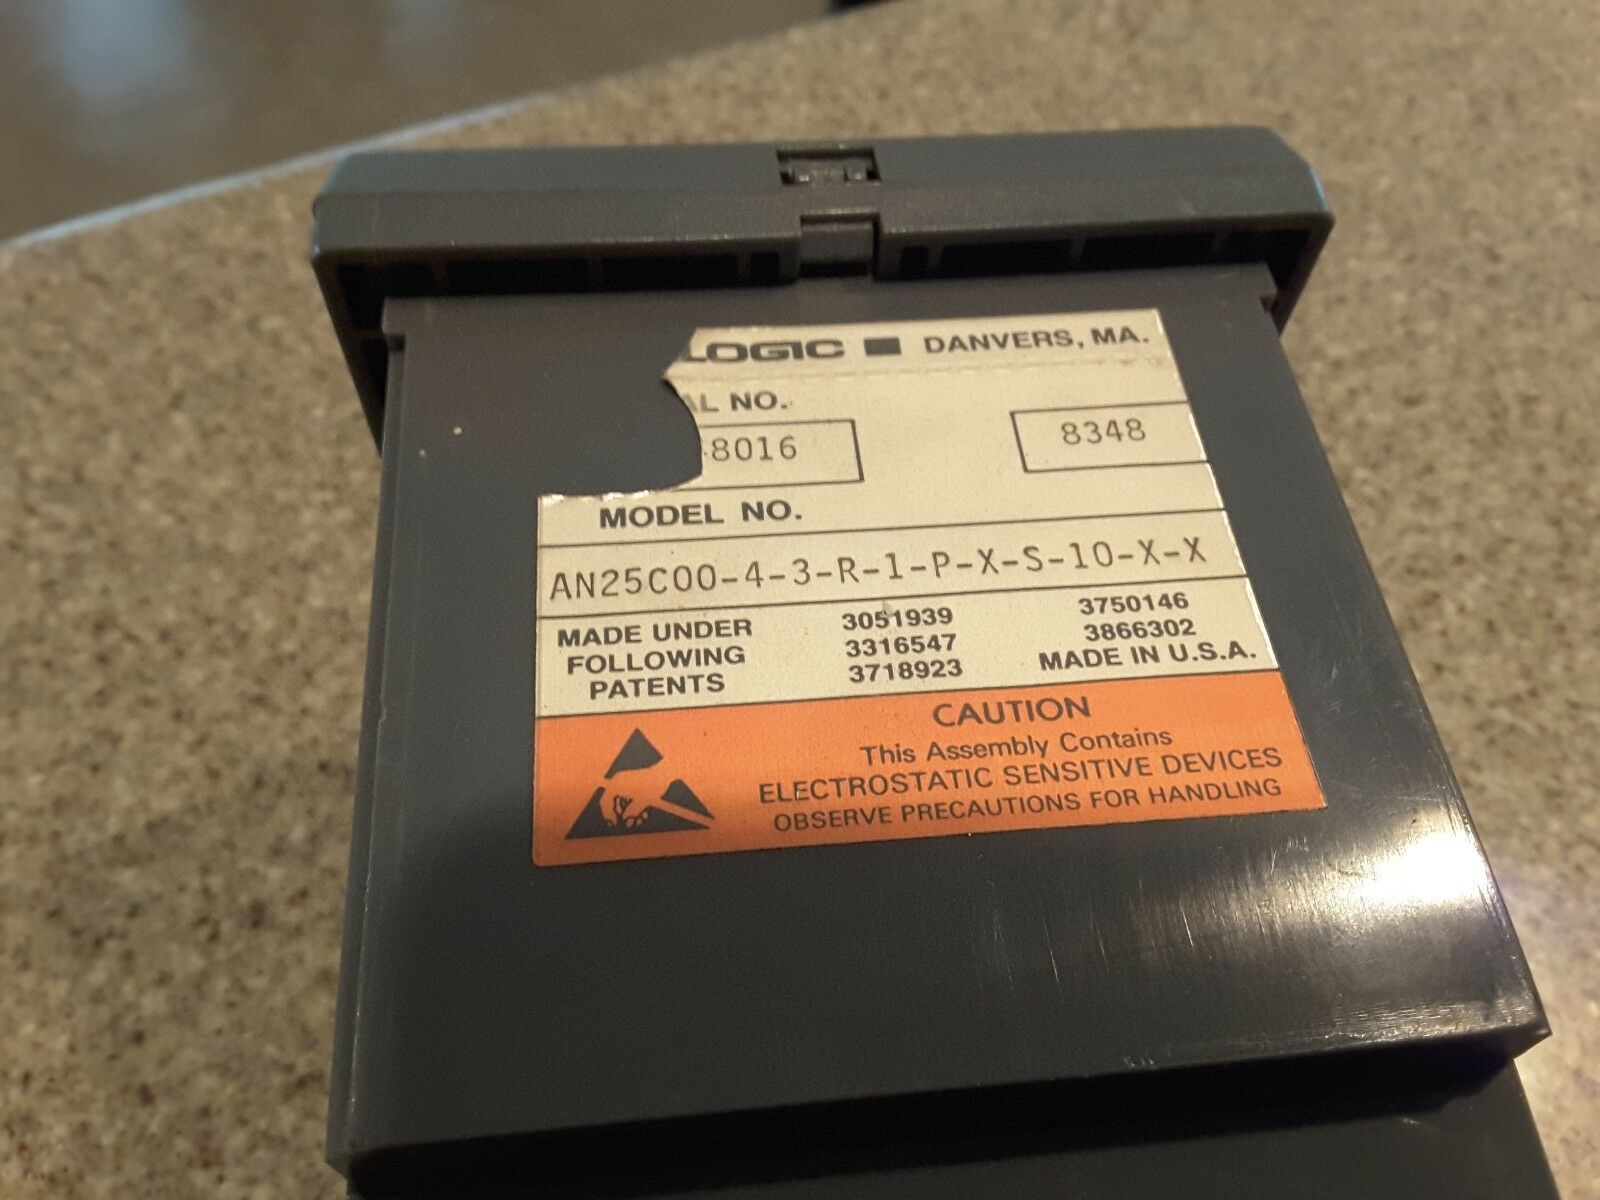 LOGIC ■ DANVERS, MA.
AL NO.
8016 8348
MODEL NO.
AN25C00-4-3-R-1-P-X-S-10-X-X
MADE UNDER FOLLOWING PATENTS
3051939 3750146
3316547 3866302
3718923 MADE IN U.S.A.
CAUTION
This Assembly Contains
ELECTROSTATIC SENSITIVE DEVICES
OBSERVE PRECAUTIONS FOR HANDLING